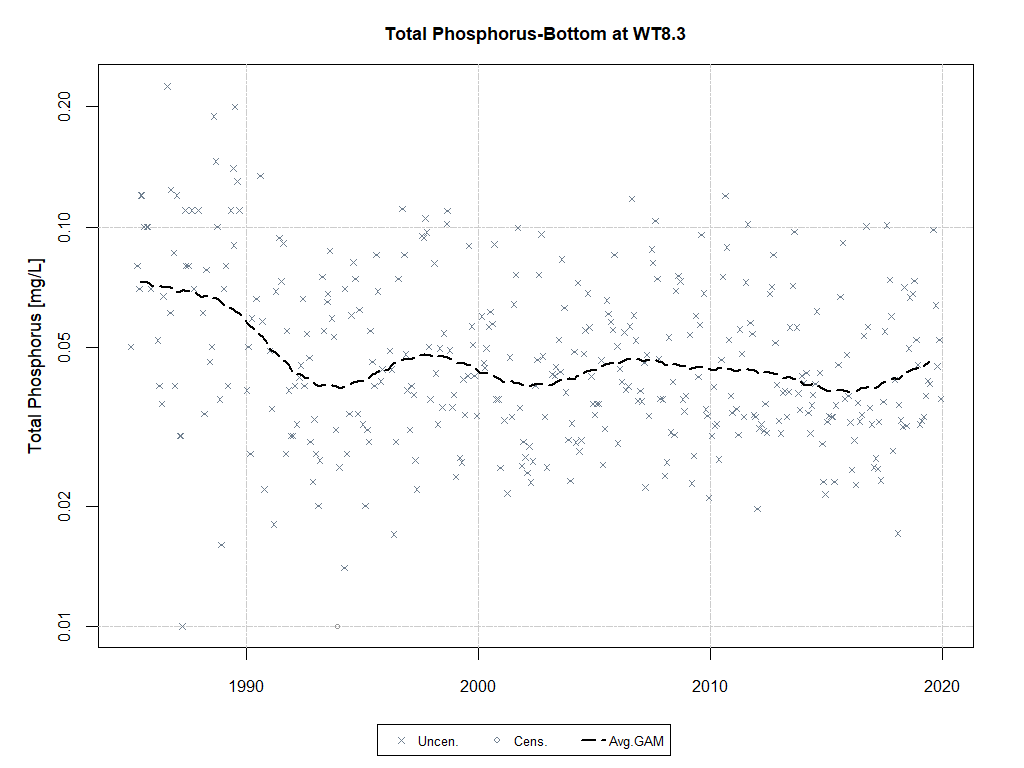 Total Phosphorus-Bottom at WT8.3
Total Phosphorus [mg/L]
0.20
0.10
0.05
0.02
0.01
1990 2000 2010 2020
Uncen. Cens. Avg.GAM